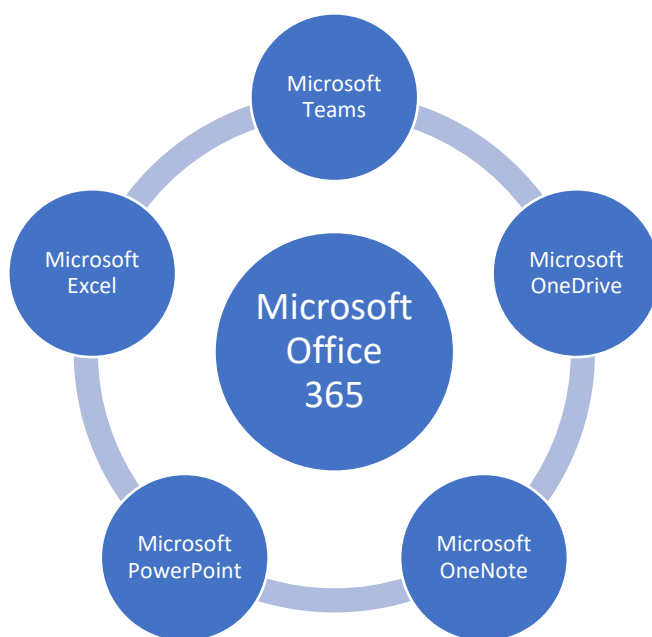 Microsoft
Teams
Microsoft
Excel
Microsoft
OneDrive
Microsoft
Office
365
Microsoft
PowerPoint
Microsoft
OneNote